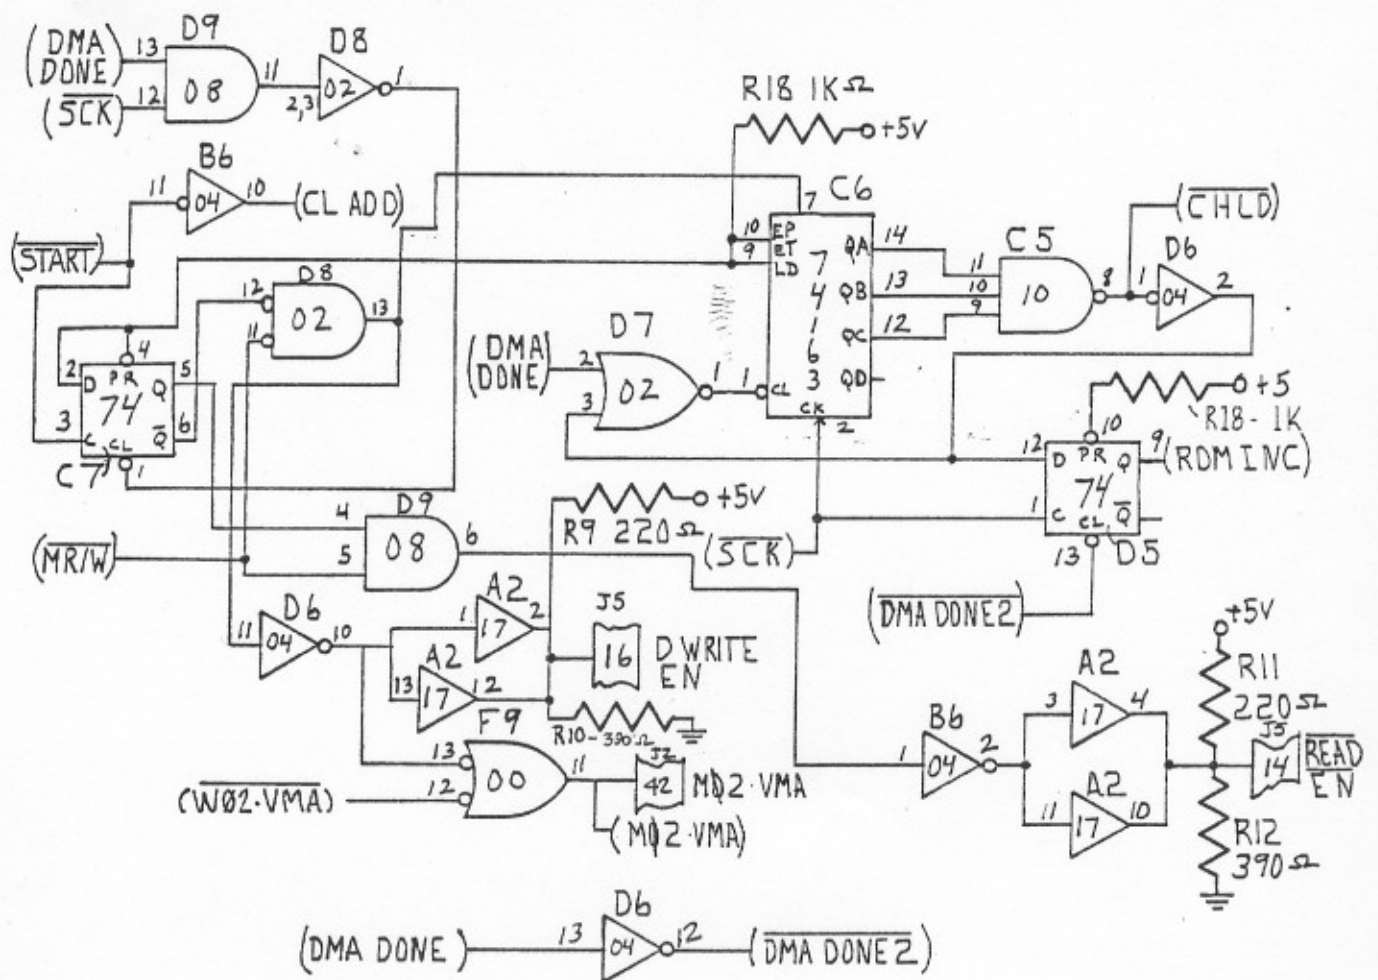 D9
(DMA DONE)
13
08
11
(SCK)
12
D8
02
2,3
1
R18 1KΩ
+5V
B6
11
04
10
(CL ADD)
(START)
D8
12
02
13
11
C6
7
10
EP
9
ET
LD
74163
QA
14
QB
13
QC
12
QD
CL
1
CK
2
C5
11
10
9
10
8
(CHLD)
D6
1
04
2
D7
(DMA DONE)
2
3
02
1
4
2
D
PR
Q
5
74
3
C
CL
Q
6
C7
1
+5
R18-1K
10
12
D
PR
Q
9
(RDM INC)
74
1
C
CL
Q
13
D5
D9
4
5
08
6
(MR/W)
+5V
R9 220Ω
(SCK)
(DMA DONE2)
D6
11
04
10
A2
1
17
2
A2
13
17
12
J5
16
D WRITE
EN
R10-390Ω
F9
13
12
00
11
(WØ2·VMA)
J2
42
MØ2·VMA
(MØ2·VMA)
B6
1
04
2
A2
3
17
4
A2
11
17
10
+5V
R11
220Ω
J5
14
READ
EN
R12
390Ω
D6
(DMA DONE)
13
04
12
(DMA DONE2)